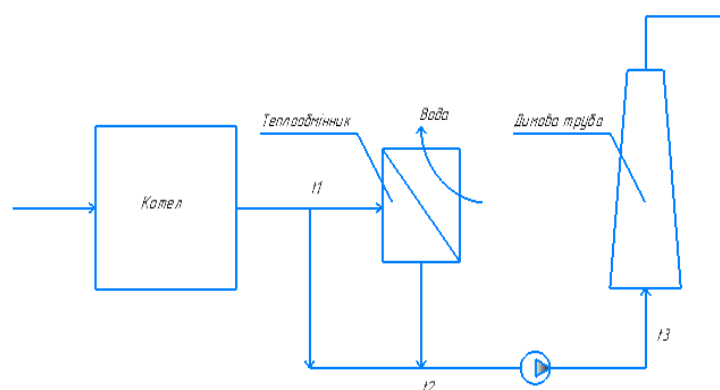 Теплообмінник
Вода
Димова труба
Котел
t1
t3
t2